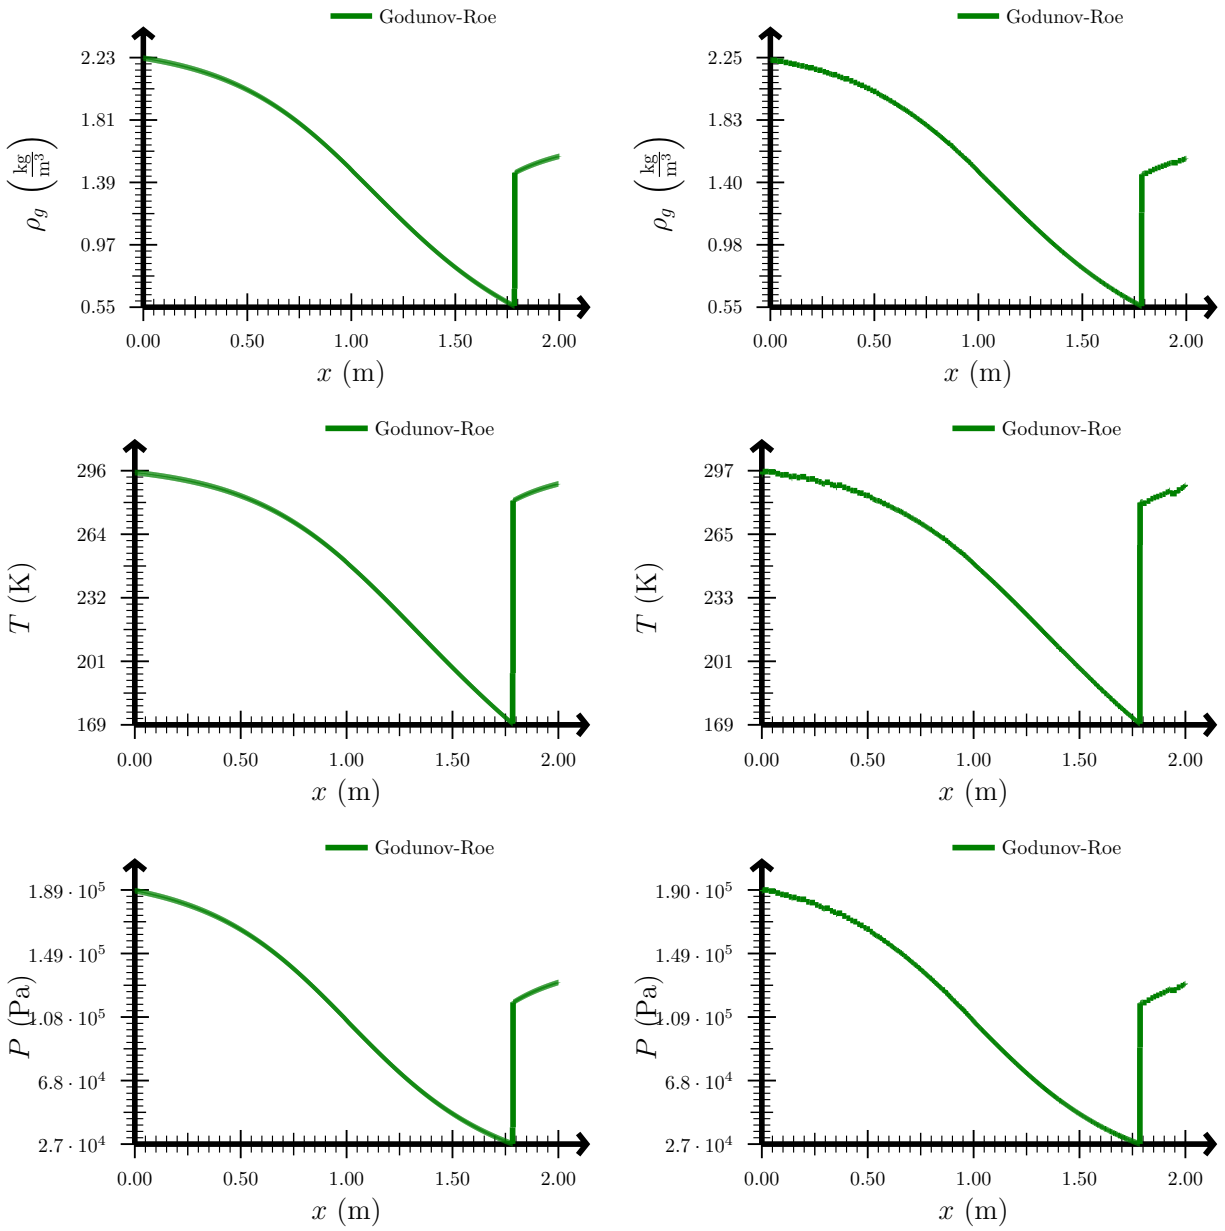 Godunov-Roe
2.23
1.81
1.39
0.97
0.55
ρ_g (kg/m³)
0.00 0.50 1.00 1.50 2.00
x (m)
Godunov-Roe
2.25
1.83
1.40
0.98
0.55
ρ_g (kg/m³)
0.00 0.50 1.00 1.50 2.00
x (m)
Godunov-Roe
296
264
232
201
169
T (K)
0.00 0.50 1.00 1.50 2.00
x (m)
Godunov-Roe
297
265
233
201
169
T (K)
0.00 0.50 1.00 1.50 2.00
x (m)
Godunov-Roe
1.89 · 10⁵
1.49 · 10⁵
1.08 · 10⁵
6.8 · 10⁴
2.7 · 10⁴
P (Pa)
0.00 0.50 1.00 1.50 2.00
x (m)
Godunov-Roe
1.90 · 10⁵
1.49 · 10⁵
1.09 · 10⁵
6.8 · 10⁴
2.7 · 10⁴
P (Pa)
0.00 0.50 1.00 1.50 2.00
x (m)